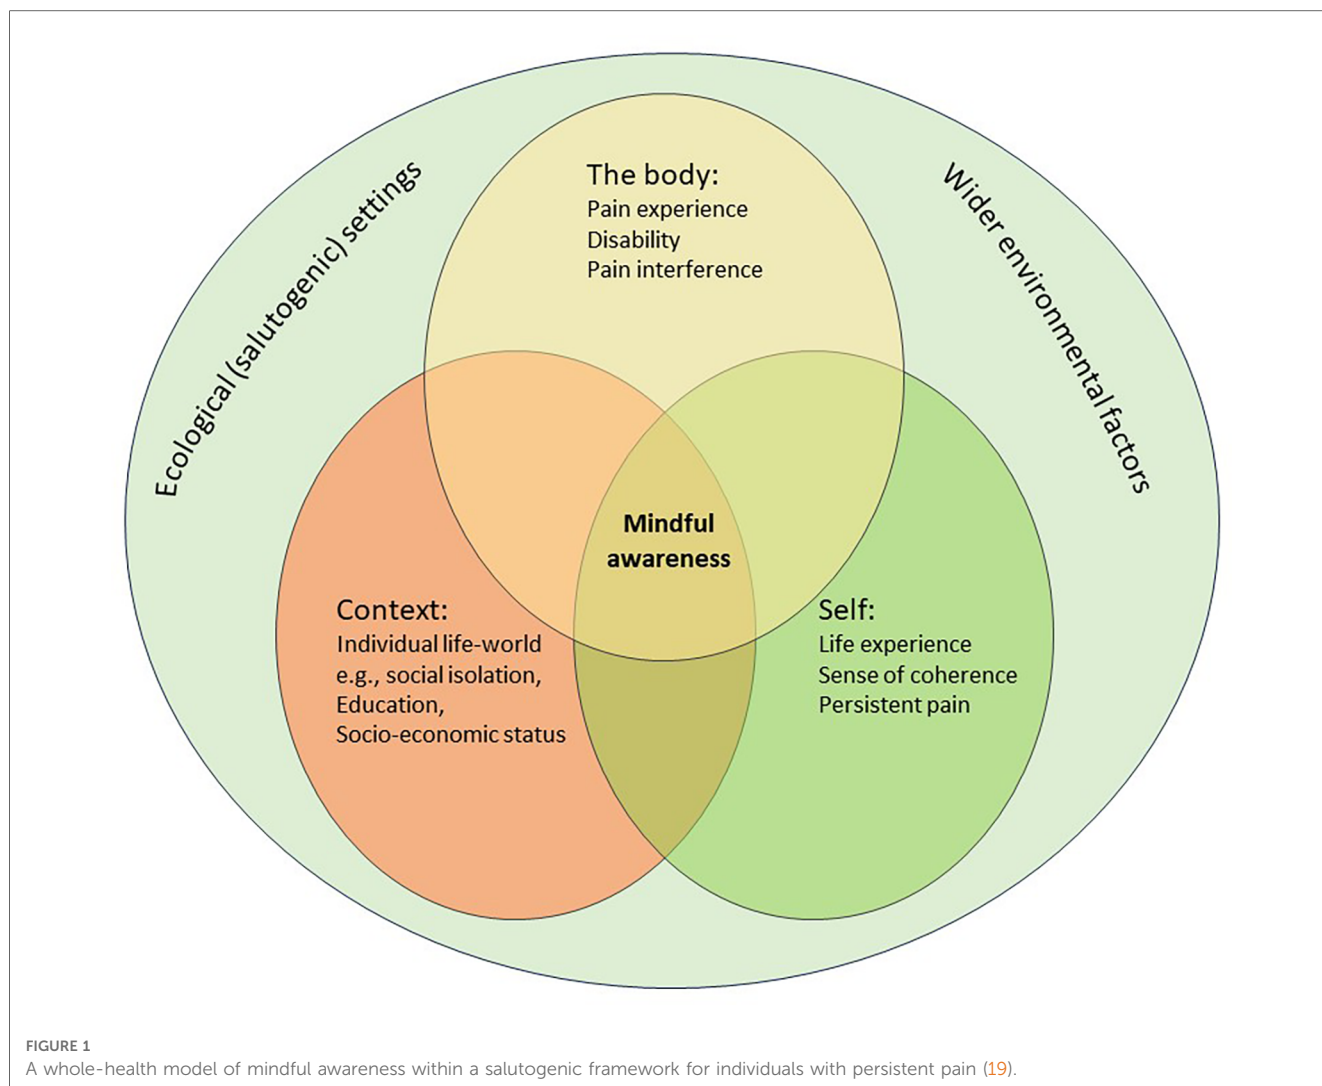 Ecological (salutogenic) settings
Wider environmental factors
The body:
Pain experience
Disability
Pain interference
Mindful
awareness
Context:
Individual life-world
e.g., social isolation,
Education,
Socio-economic status
Self:
Life experience
Sense of coherence
Persistent pain
FIGURE 1
A whole-health model of mindful awareness within a salutogenic framework for individuals with persistent pain (19).